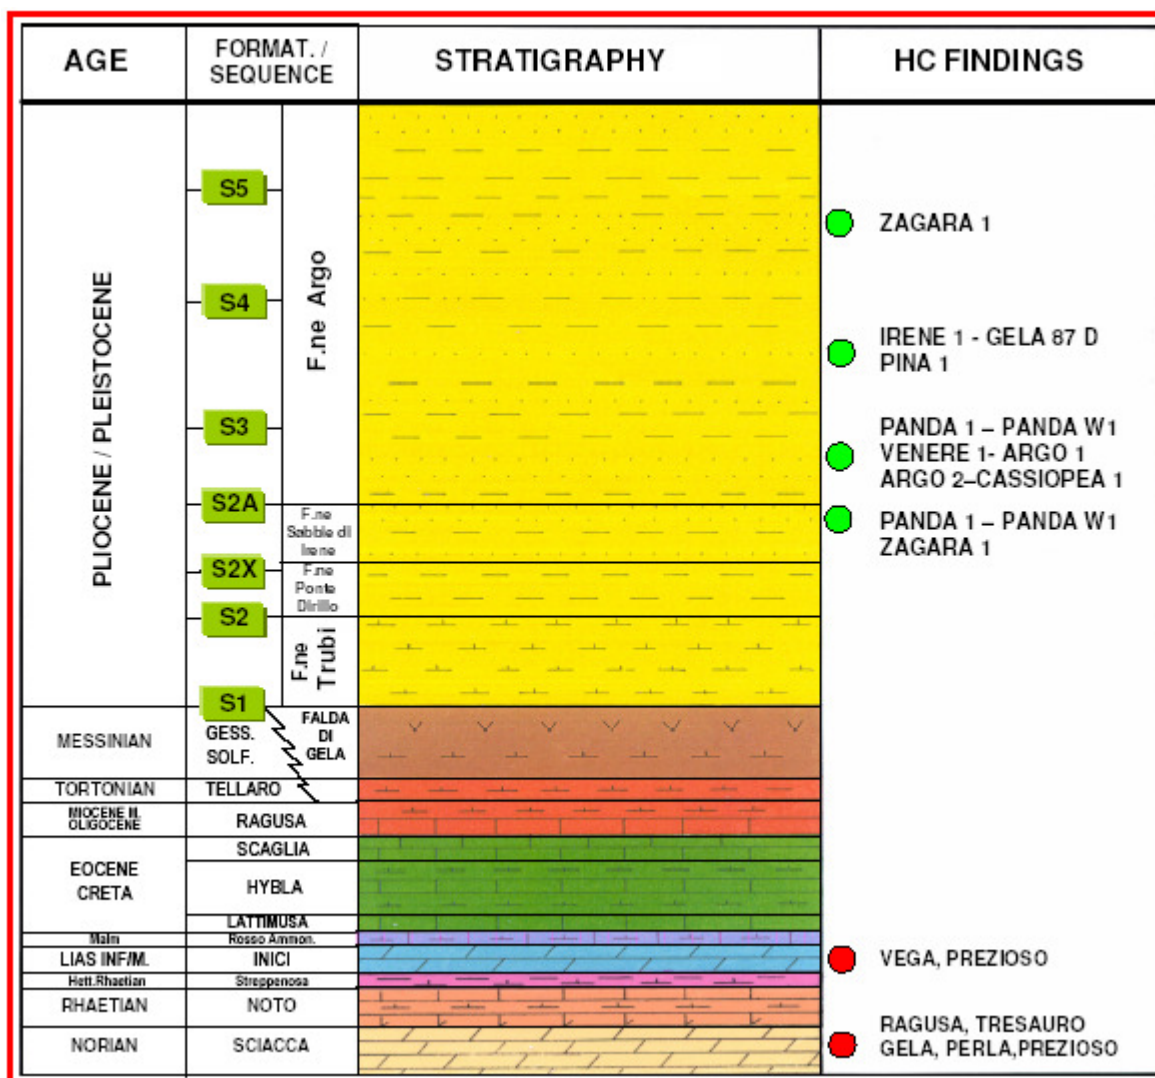 AGE
FORMAT. /
SEQUENCE
STRATIGRAPHY
HC FINDINGS
PLIOCENE / PLEISTOCENE
S5
S4
S3
S2A
S2X
S2
S1
F.ne Argo
F.ne
Sabbie di
Irene
F.ne
Ponte
Dirillo
F.ne
Trubi
ZAGARA 1
IRENE 1 - GELA 87 D
PINA 1
PANDA 1 – PANDA W1
VENERE 1- ARGO 1
ARGO 2–CASSIOPEA 1
PANDA 1 – PANDA W1
ZAGARA 1
MESSINIAN
GESS.
SOLF.
FALDA
DI
GELA
TORTONIAN
TELLARO
MIOCENE M.
OLIGOCENE
RAGUSA
EOCENE
CRETA
SCAGLIA
HYBLA
LATTIMUSA
Malm
Rosso Ammon.
LIAS INF/M.
INICI
VEGA, PREZIOSO
Hett.Rhaetian
Streppenosa
RHAETIAN
NOTO
NORIAN
SCIACCA
RAGUSA, TRESAURO
GELA, PERLA,PREZIOSO